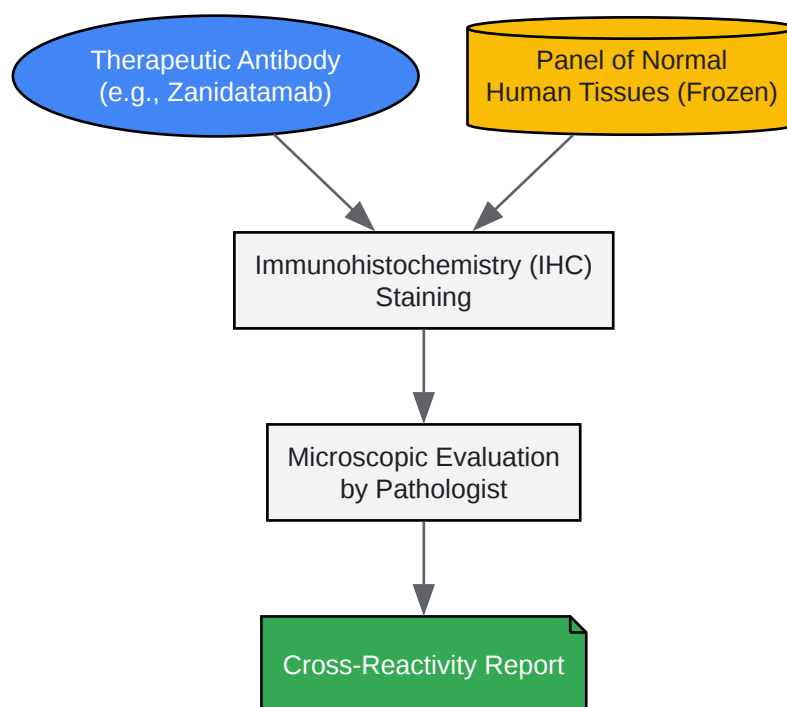 Therapeutic Antibody
(e.g., Zanidatamab)
Panel of Normal
Human Tissues (Frozen)
Immunohistochemistry (IHC)
Staining
Microscopic Evaluation
by Pathologist
Cross-Reactivity Report